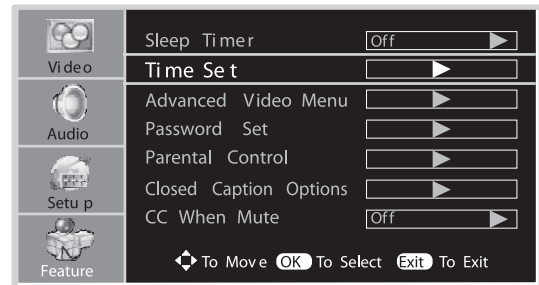 Video
Audio
Setup
Feature
Sleep Timer Off
Time Set
Advanced Video Menu
Password Set
Parental Control
Closed Caption Options
CC When Mute Off
To Move OK To Select Exit To Exit